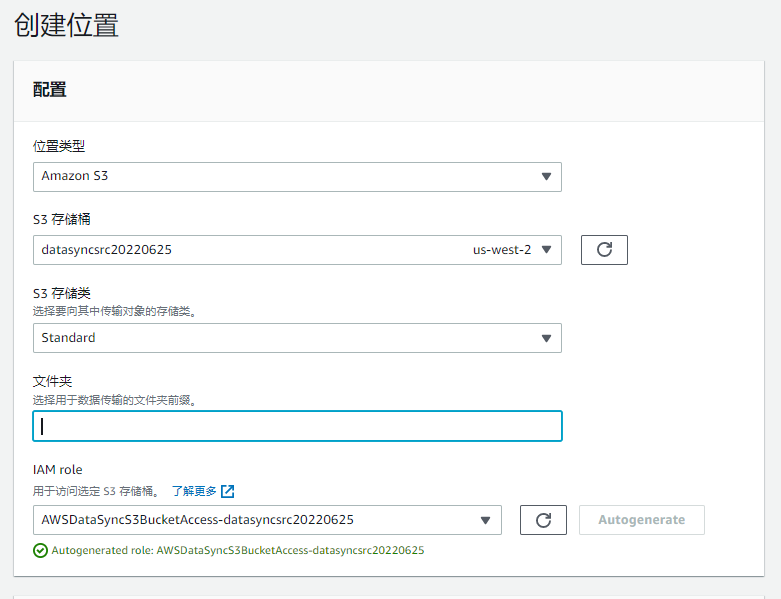 创建位置
配置
位置类型
Amazon S3
S3 存储桶
datasyncsrc20220625 us-west-2
S3 存储类
选择要向其中传输对象的存储类。
Standard
文件夹
选择用于数据传输的文件夹前缀。
IAM role
用于访问选定 S3 存储桶。 了解更多
AWSDataSyncS3BucketAccess-datasyncsrc20220625 Autogenerate
Autogenerated role: AWSDataSyncS3BucketAccess-datasyncsrc20220625